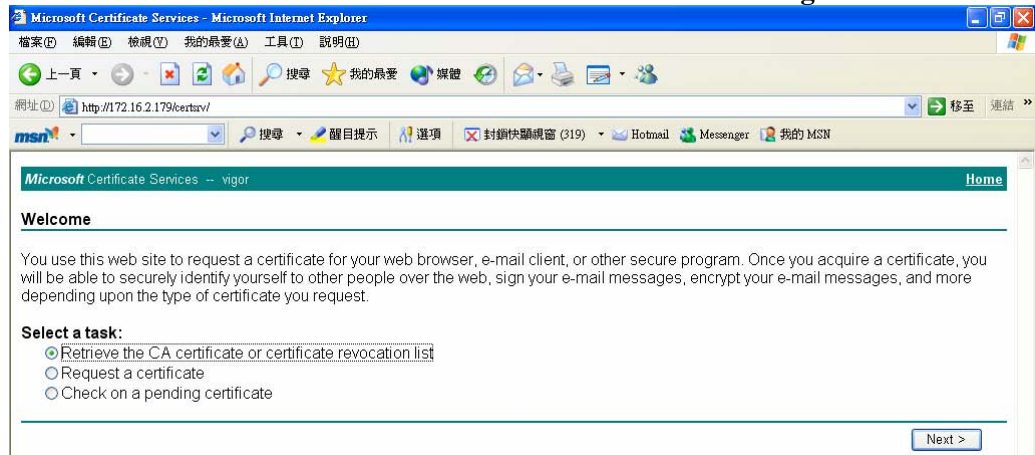 Microsoft Certificate Services - Microsoft Internet Explorer
檔案(F) 編輯(E) 檢視(V) 我的最愛(A) 工具(T) 說明(H)
上一頁 搜尋 我的最愛 媒體
網址(D) http://172.16.2.179/certsrv/ 移至 連結 »
msn 搜尋 醒目提示 選項 封鎖快顯視窗 (319) Hotmail Messenger 我的 MSN
Microsoft Certificate Services -- vigor Home
Welcome
You use this web site to request a certificate for your web browser, e-mail client, or other secure program. Once you acquire a certificate, you
will be able to securely identify yourself to other people over the web, sign your e-mail messages, encrypt your e-mail messages, and more
depending upon the type of certificate you request.
Select a task:
Retrieve the CA certificate or certificate revocation list
Request a certificate
Check on a pending certificate
Next >